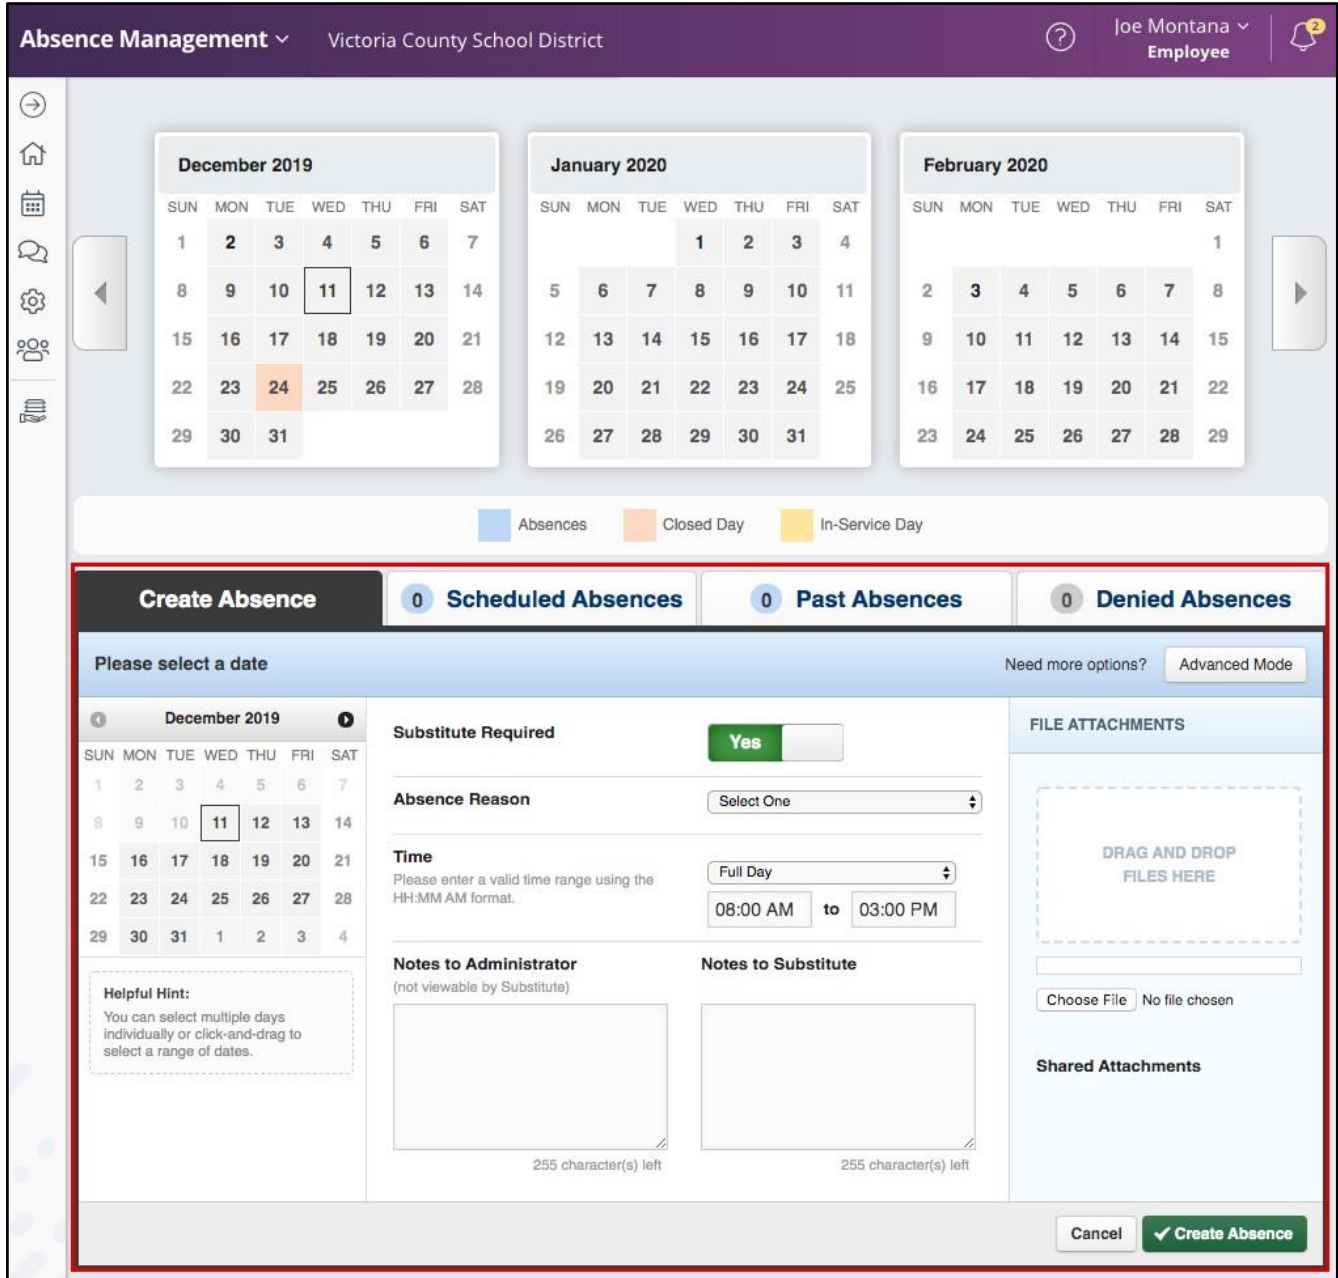 Absence Management Victoria County School District ? Joe Montana 2
Employee
December 2019 January 2020 February 2020
SUN MON TUE WED THU FRI SAT SUN MON TUE WED THU FRI SAT SUN MON TUE WED THU FRI SAT
1 2 3 4 5 6 7 1 2 3 4 1
8 9 10 11 12 13 14 5 6 7 8 9 10 11 2 3 4 5 6 7 8
15 16 17 18 19 20 21 12 13 14 15 16 17 18 9 10 11 12 13 14 15
22 23 24 25 26 27 28 19 20 21 22 23 24 25 16 17 18 19 20 21 22
29 30 31 26 27 28 29 30 31 23 24 25 26 27 28 29
Absences Closed Day In-Service Day
Create Absence 0 Scheduled Absences 0 Past Absences 0 Denied Absences
Please select a date Need more options? Advanced Mode
December 2019
SUN MON TUE WED THU FRI SAT
1 2 3 4 5 6 7
8 9 10 11 12 13 14
15 16 17 18 19 20 21
22 23 24 25 26 27 28
29 30 31 1 2 3 4
Helpful Hint:
You can select multiple days
individually or click-and-drag to
select a range of dates.
Substitute Required Yes
Absence Reason Select One
Time Full Day
Please enter a valid time range using the
HH:MM AM format.
08:00 AM to 03:00 PM
Notes to Administrator Notes to Substitute
(not viewable by Substitute)
255 character(s) left 255 character(s) left
FILE ATTACHMENTS
DRAG AND DROP
FILES HERE
Choose File No file chosen
Shared Attachments
Cancel Create Absence